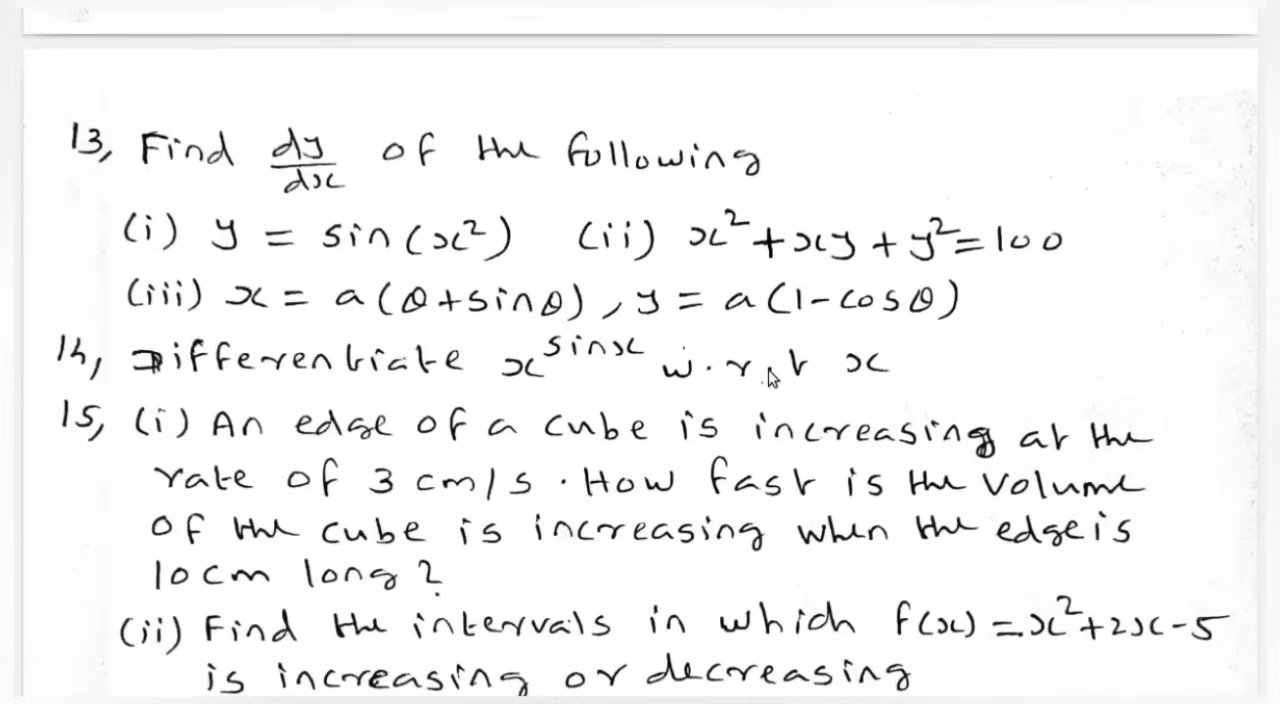 13, Find dy/dx of the following
(i) y = sin(x²) (ii) x²+xy+y²=100
(iii) x = a(θ+sinθ), y = a(1-cosθ)
14, Differentiate x^sinx w.r.t x
15, (i) An edge of a cube is increasing at the
rate of 3 cm/s. How fast is the volume
of the cube is increasing when the edge is
10cm long?
(ii) Find the intervals in which f(x) = x²+2x-5
is increasing or decreasing